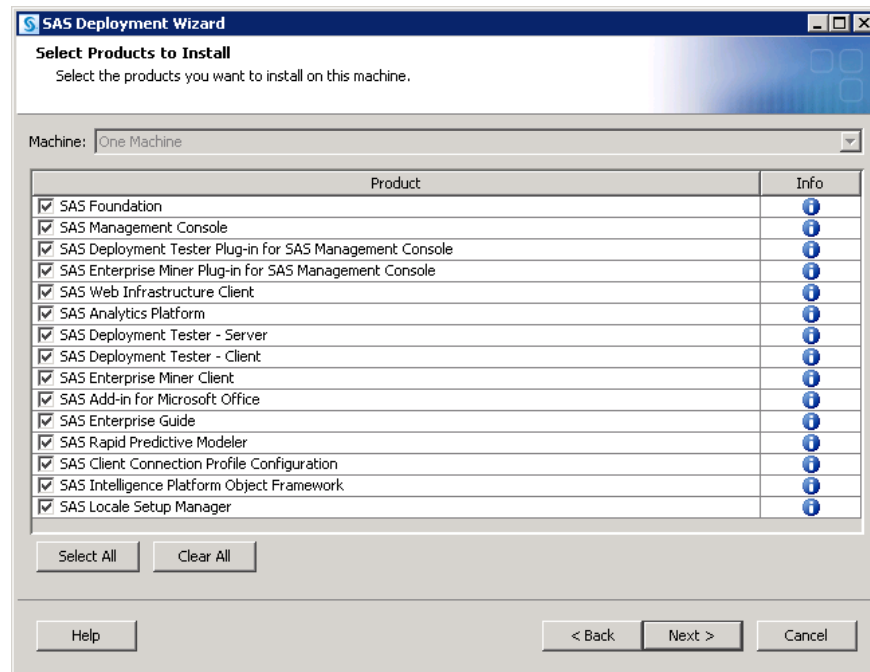 SAS Deployment Wizard
Select Products to Install
Select the products you want to install on this machine.
Machine: One Machine
Product Info
SAS Foundation
SAS Management Console
SAS Deployment Tester Plug-in for SAS Management Console
SAS Enterprise Miner Plug-in for SAS Management Console
SAS Web Infrastructure Client
SAS Analytics Platform
SAS Deployment Tester - Server
SAS Deployment Tester - Client
SAS Enterprise Miner Client
SAS Add-in for Microsoft Office
SAS Enterprise Guide
SAS Rapid Predictive Modeler
SAS Client Connection Profile Configuration
SAS Intelligence Platform Object Framework
SAS Locale Setup Manager
Select All Clear All
Help < Back Next > Cancel